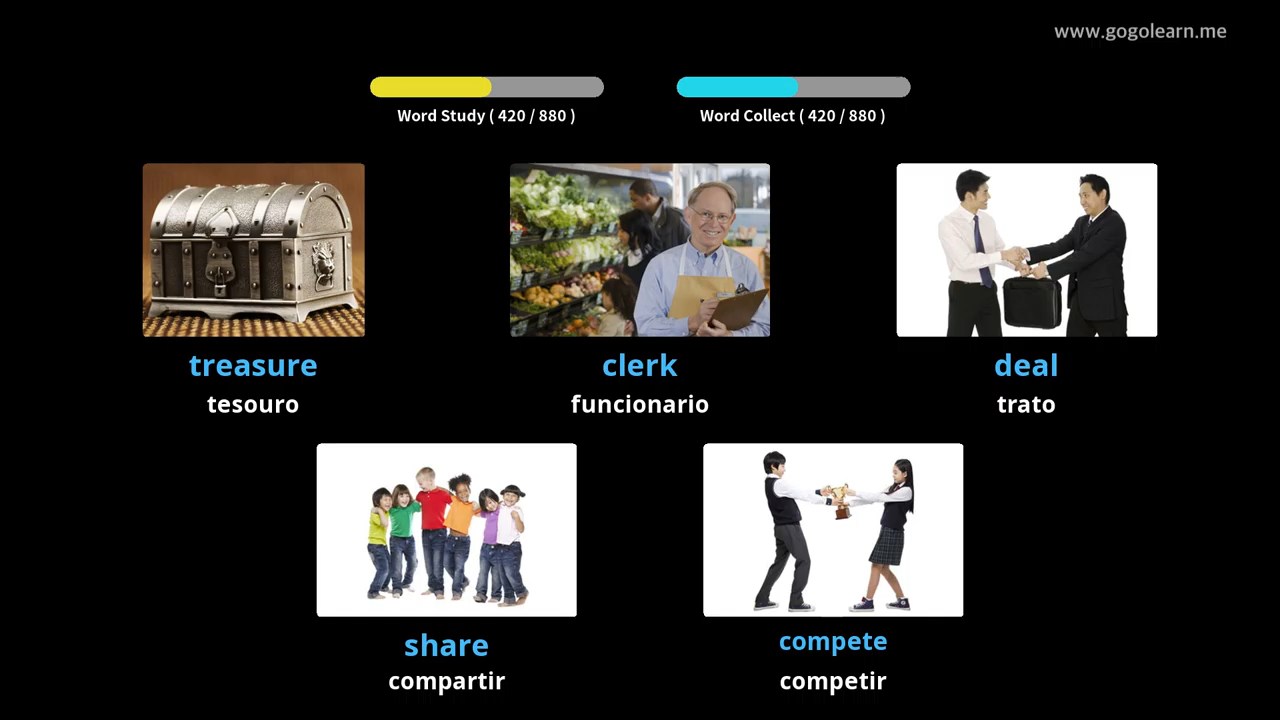 www.gogolearn.me
Word Study ( 420 / 880 )
Word Collect ( 420 / 880 )
treasure
tesouro
clerk
funcionario
deal
trato
share
compartir
compete
competir